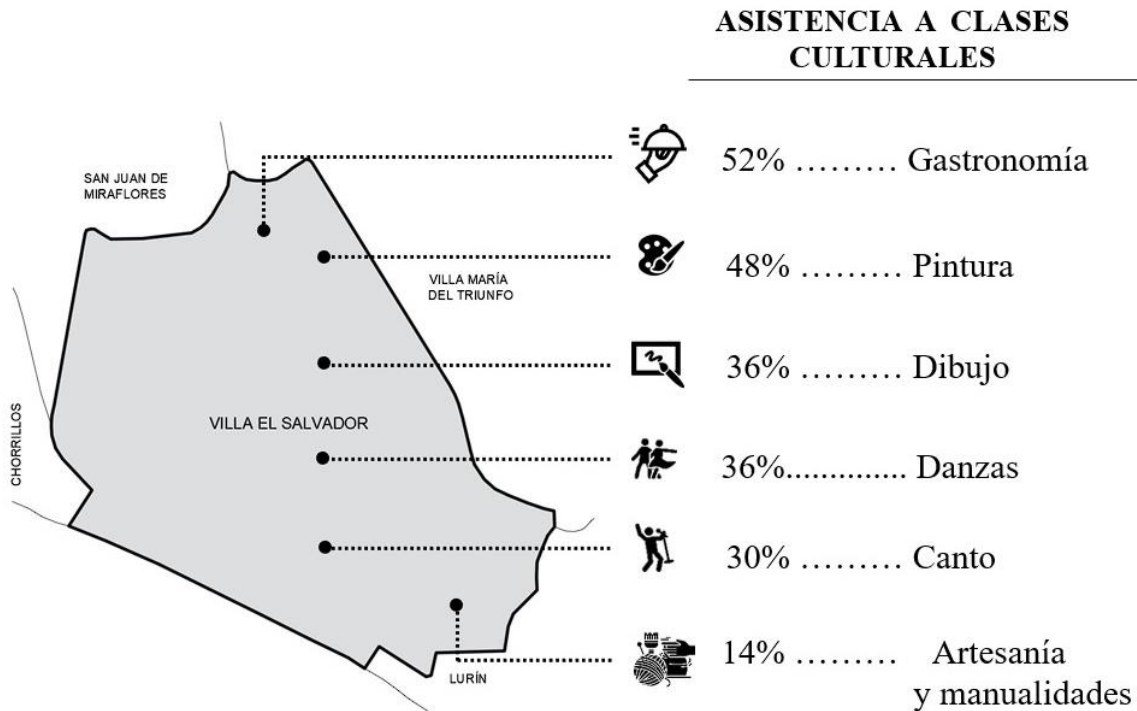 ASISTENCIA A CLASES
CULTURALES
SAN JUAN DE
MIRAFLORES
52% ......... Gastronomía
48% ......... Pintura
VILLA MARÍA
DEL TRIUNFO
36% ......... Dibujo
VILLA EL SALVADOR
CHORRILLOS
36%............. Danzas
30% ......... Canto
14% ......... Artesanía
y manualidades
LURÍN